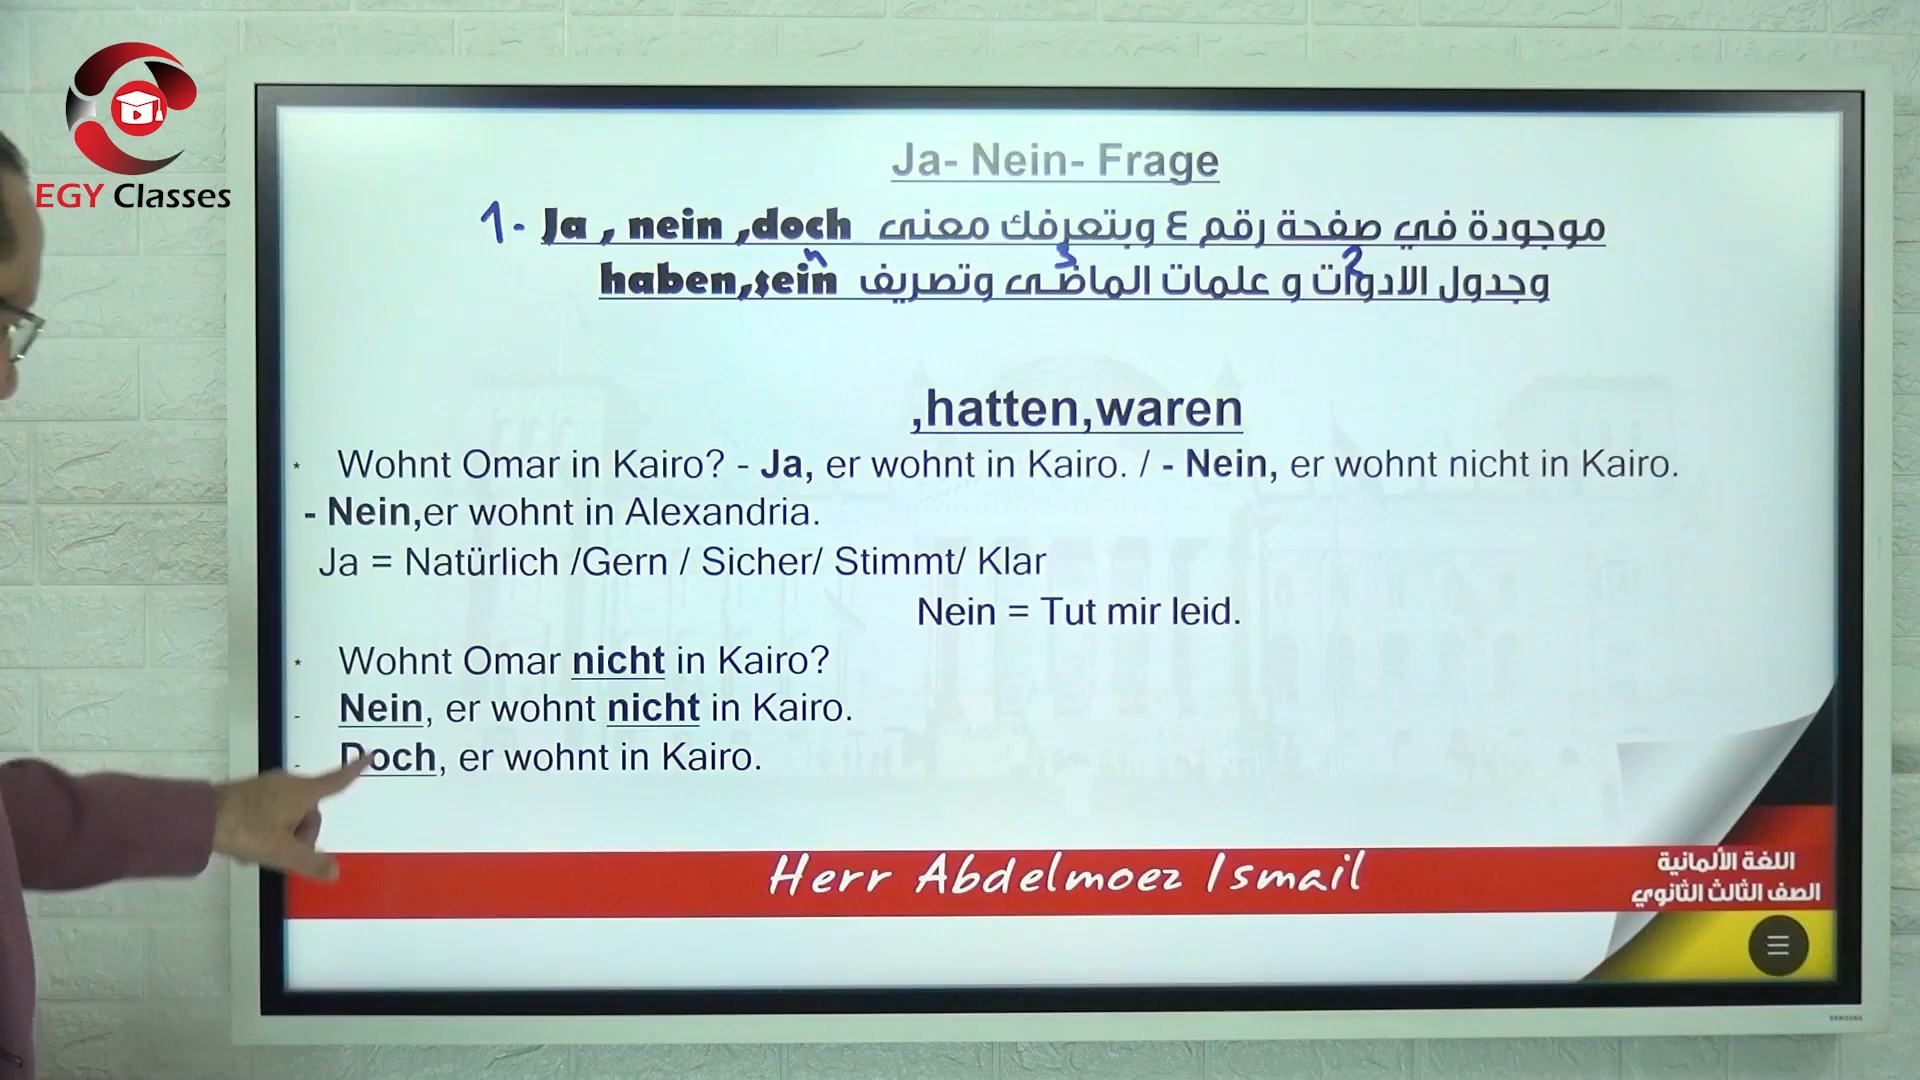 EGY Classes
Ja- Nein- Frage
1- Ja , nein ,doch موجودة في صفحة رقم ٤ وبتعرفك معنى
وجدول الادوات و علمات الماضى وتصريف haben,sein
,hatten,waren
* Wohnt Omar in Kairo? - Ja, er wohnt in Kairo. / - Nein, er wohnt nicht in Kairo.
- Nein,er wohnt in Alexandria.
Ja = Natürlich /Gern / Sicher/ Stimmt/ Klar
Nein = Tut mir leid.
* Wohnt Omar nicht in Kairo?
- Nein, er wohnt nicht in Kairo.
- Doch, er wohnt in Kairo.
Herr Abdelmoez Ismail
اللغة الألمانية
الصف الثالث الثانوي
SAMSUNG